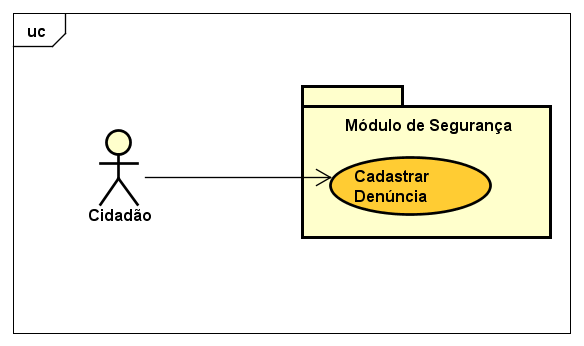 uc
Módulo de Segurança
Cadastrar
Denúncia
Cidadão